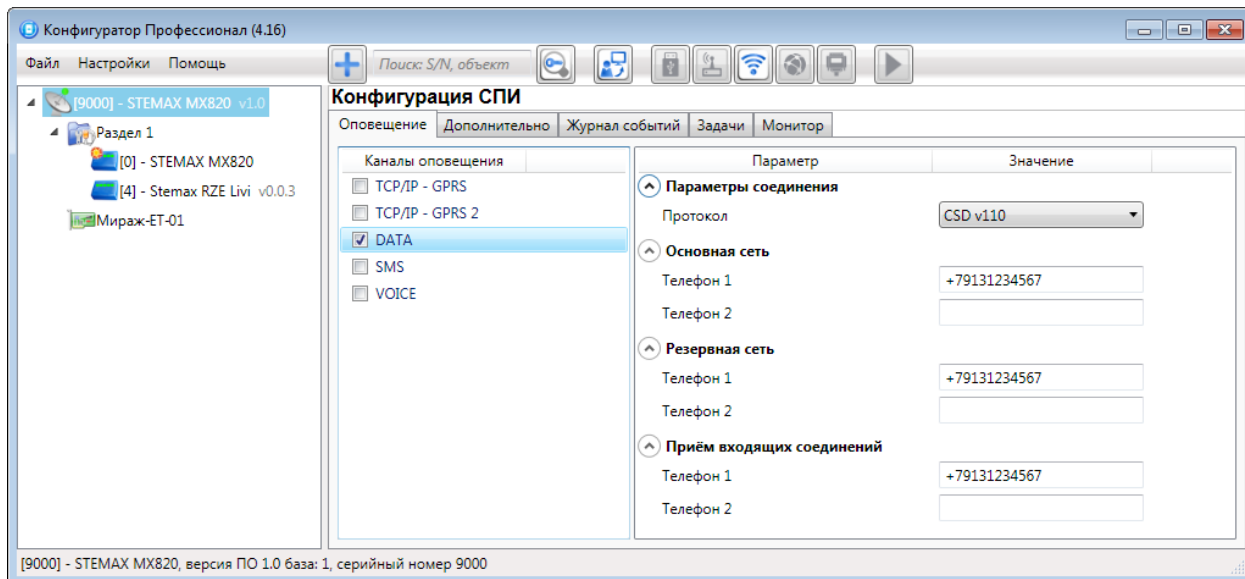 Конфигуратор Профессионал (4.16)
Файл Настройки Помощь Поиск: S/N, объект
[9000] - STEMAX MX820 v1.0
Раздел 1
[0] - STEMAX MX820
[4] - Stemax RZE Livi v0.0.3
Мираж-ET-01
Конфигурация СПИ
Оповещение Дополнительно Журнал событий Задачи Монитор
Каналы оповещения
TCP/IP - GPRS
TCP/IP - GPRS 2
DATA
SMS
VOICE
Параметр Значение
Параметры соединения
Протокол CSD v110
Основная сеть
Телефон 1 +79131234567
Телефон 2
Резервная сеть
Телефон 1 +79131234567
Телефон 2
Приём входящих соединений
Телефон 1 +79131234567
Телефон 2
[9000] - STEMAX MX820, версия ПО 1.0 база: 1, серийный номер 9000